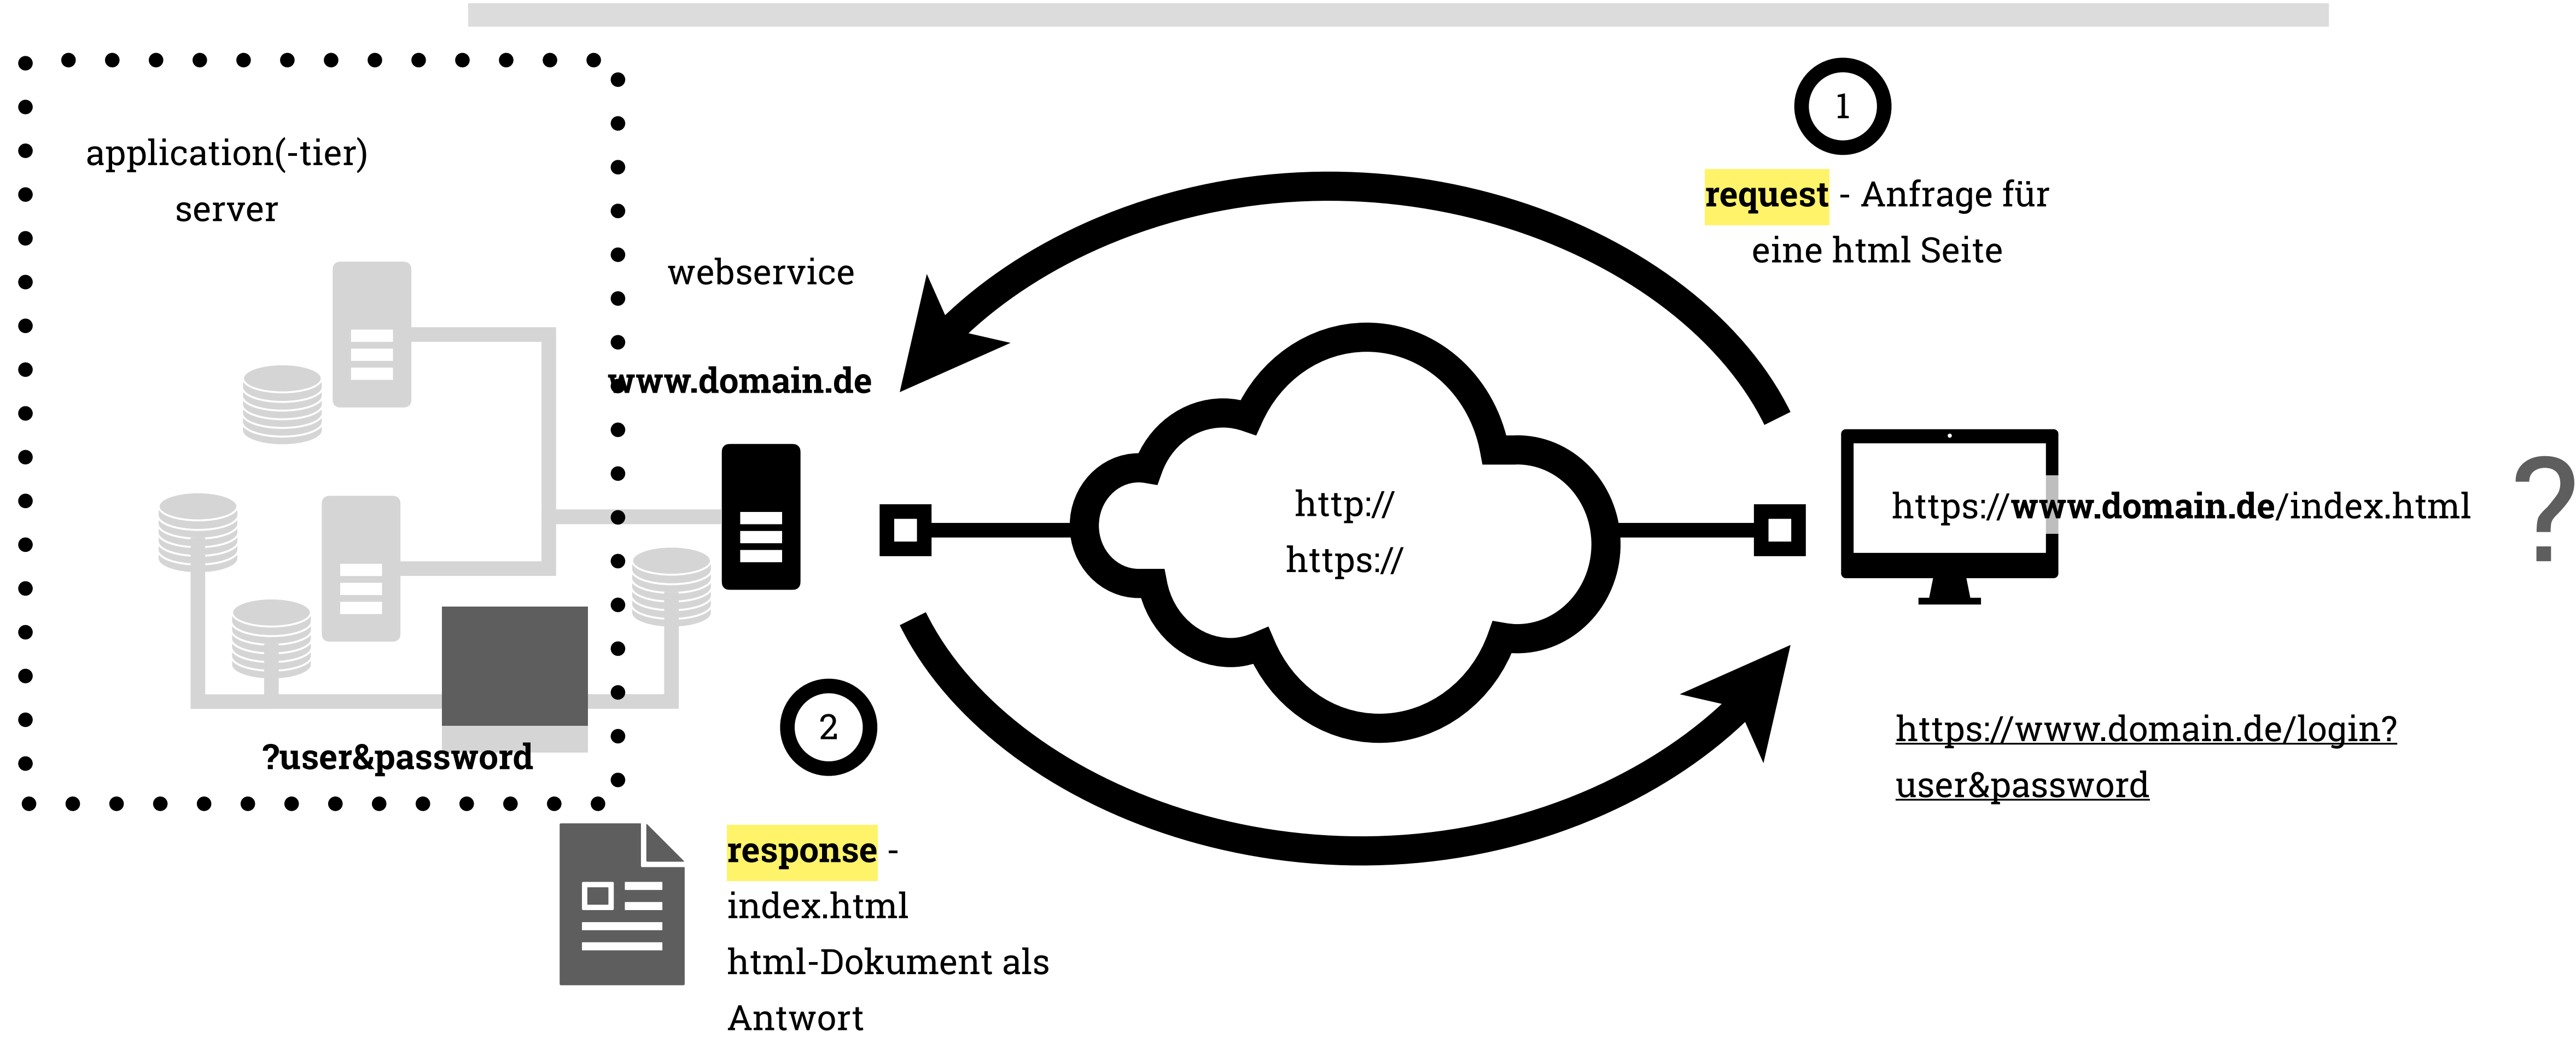 application(-tier)
server
webservice
www.domain.de
1
request - Anfrage für
eine html Seite
http://
https://
https://www.domain.de/index.html
?
?user&password
2
response -
index.html
html-Dokument als
Antwort
https://www.domain.de/login?
user&password